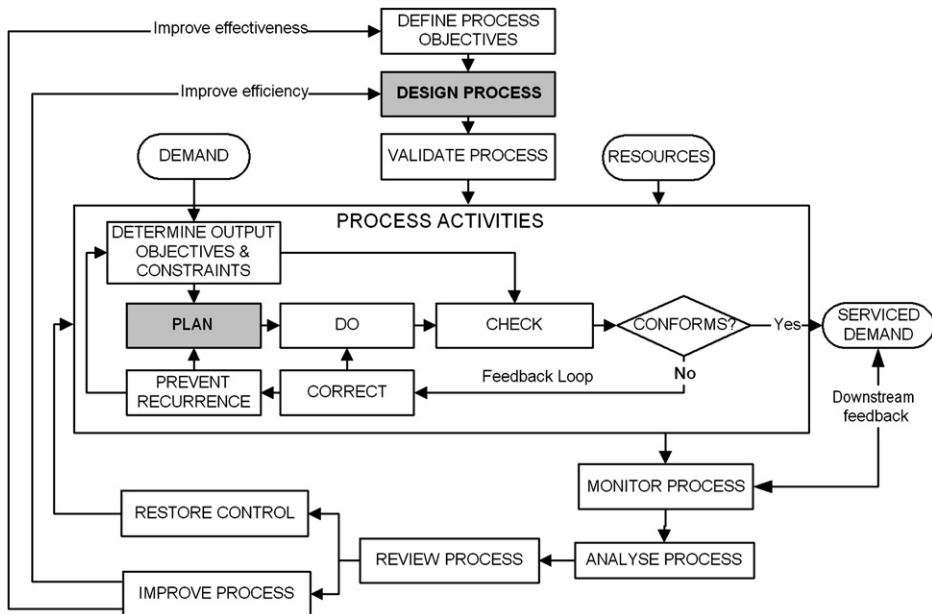 Improve effectiveness
DEFINE PROCESS
OBJECTIVES
Improve efficiency
DESIGN PROCESS
DEMAND
VALIDATE PROCESS
RESOURCES
PROCESS ACTIVITIES
DETERMINE OUTPUT
OBJECTIVES &
CONSTRAINTS
PLAN
DO
CHECK
CONFORMS?
Yes
SERVICED
DEMAND
PREVENT
RECURRENCE
CORRECT
Feedback Loop
No
Downstream
feedback
MONITOR PROCESS
RESTORE CONTROL
REVIEW PROCESS
ANALYSE PROCESS
IMPROVE PROCESS